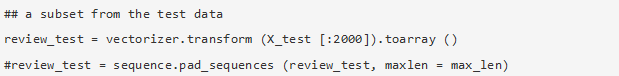 ## a subset from the test data
review_test = vectorizer.transform (X_test [:2000]).toarray ()
#review_test = sequence.pad_sequences (review_test, maxlen = max_len)